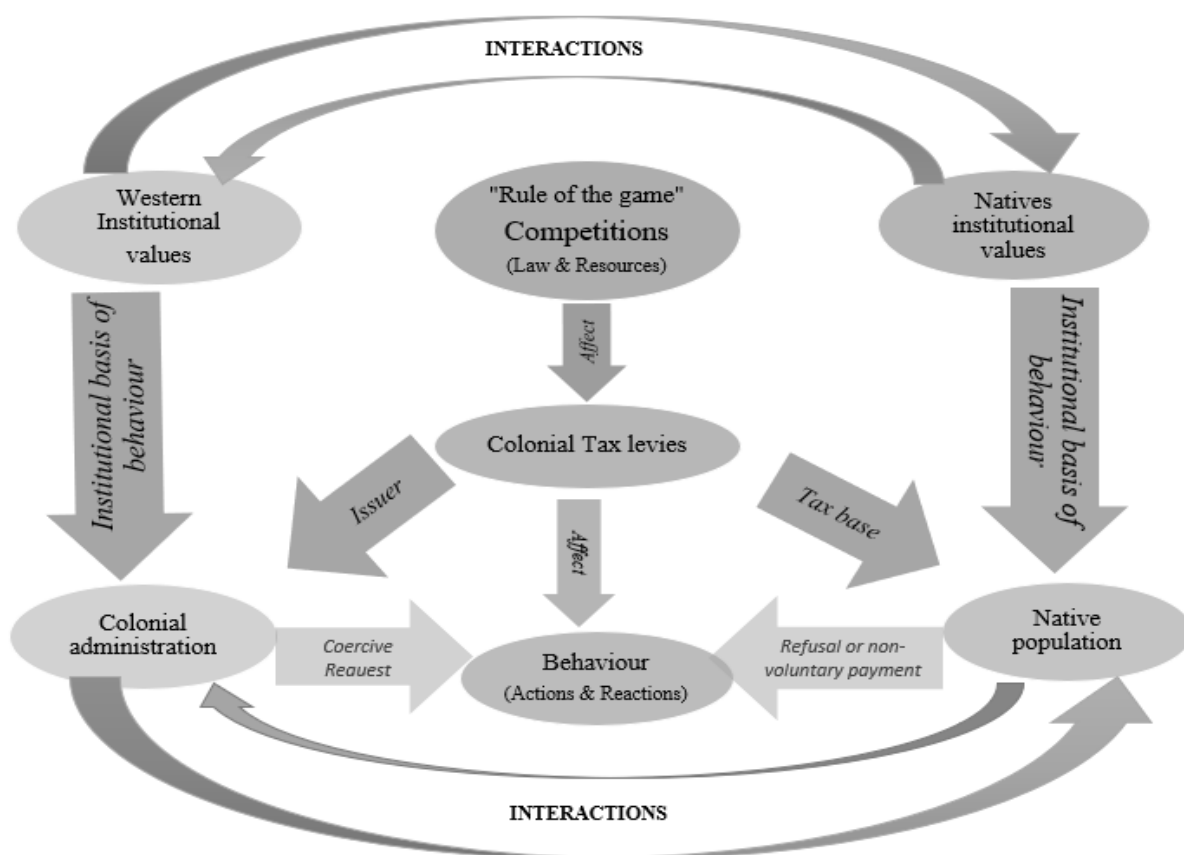 INTERACTIONS
Western
Institutional
values
"Rule of the game"
Competitions
(Law & Resources)
Natives
institutional
values
Institutional basis of
behaviour
Affect
Institutional basis of
behaviour
Colonial Tax levies
Issuer
Affect
Tax base
Colonial
administration
Coercive
Reauest
Behaviour
(Actions & Reactions)
Refusal or non-
voluntary payment
Native
population
INTERACTIONS